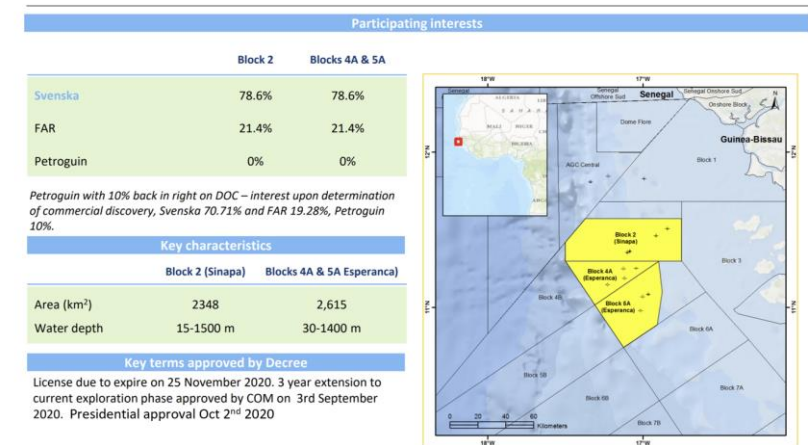 Participating interests
Block 2 Blocks 4A & 5A
Svenska 78.6% 78.6%
FAR 21.4% 21.4%
Petroguin 0% 0%
Petroguin with 10% back in right on DOC – interest upon determination
of commercial discovery, Svenska 70.71% and FAR 19.28%, Petroguin
10%.
Key characteristics
Block 2 (Sinapa) Blocks 4A & 5A Esperanca)
Area (km²) 2348 2,615
Water depth 15-1500 m 30-1400 m
Key terms approved by Decree
License due to expire on 25 November 2020. 3 year extension to
current exploration phase approved by COM on 3rd September
2020. Presidential approval Oct 2nd 2020
18°W 17°W
Senegal
Senegal
Offshore Sud
Senegal
Senegal Onshore Sud
Onshore Block
N
Dome Flore
Guinea-Bissau
12°N 12°N
AGC Central
Block 1
ALGERIA
MALI NIGER
NIGERIA
Block 2
(Sinapa)
Block 3
Block 4A
(Esperanca)
Block 4B
Block 5A
(Esperanca)
11°N 11°N
Block 6A
Block 5B
Block 6B
Block 7A
Block 7B
0 20 40 60
Kilometers
18°W 17°W